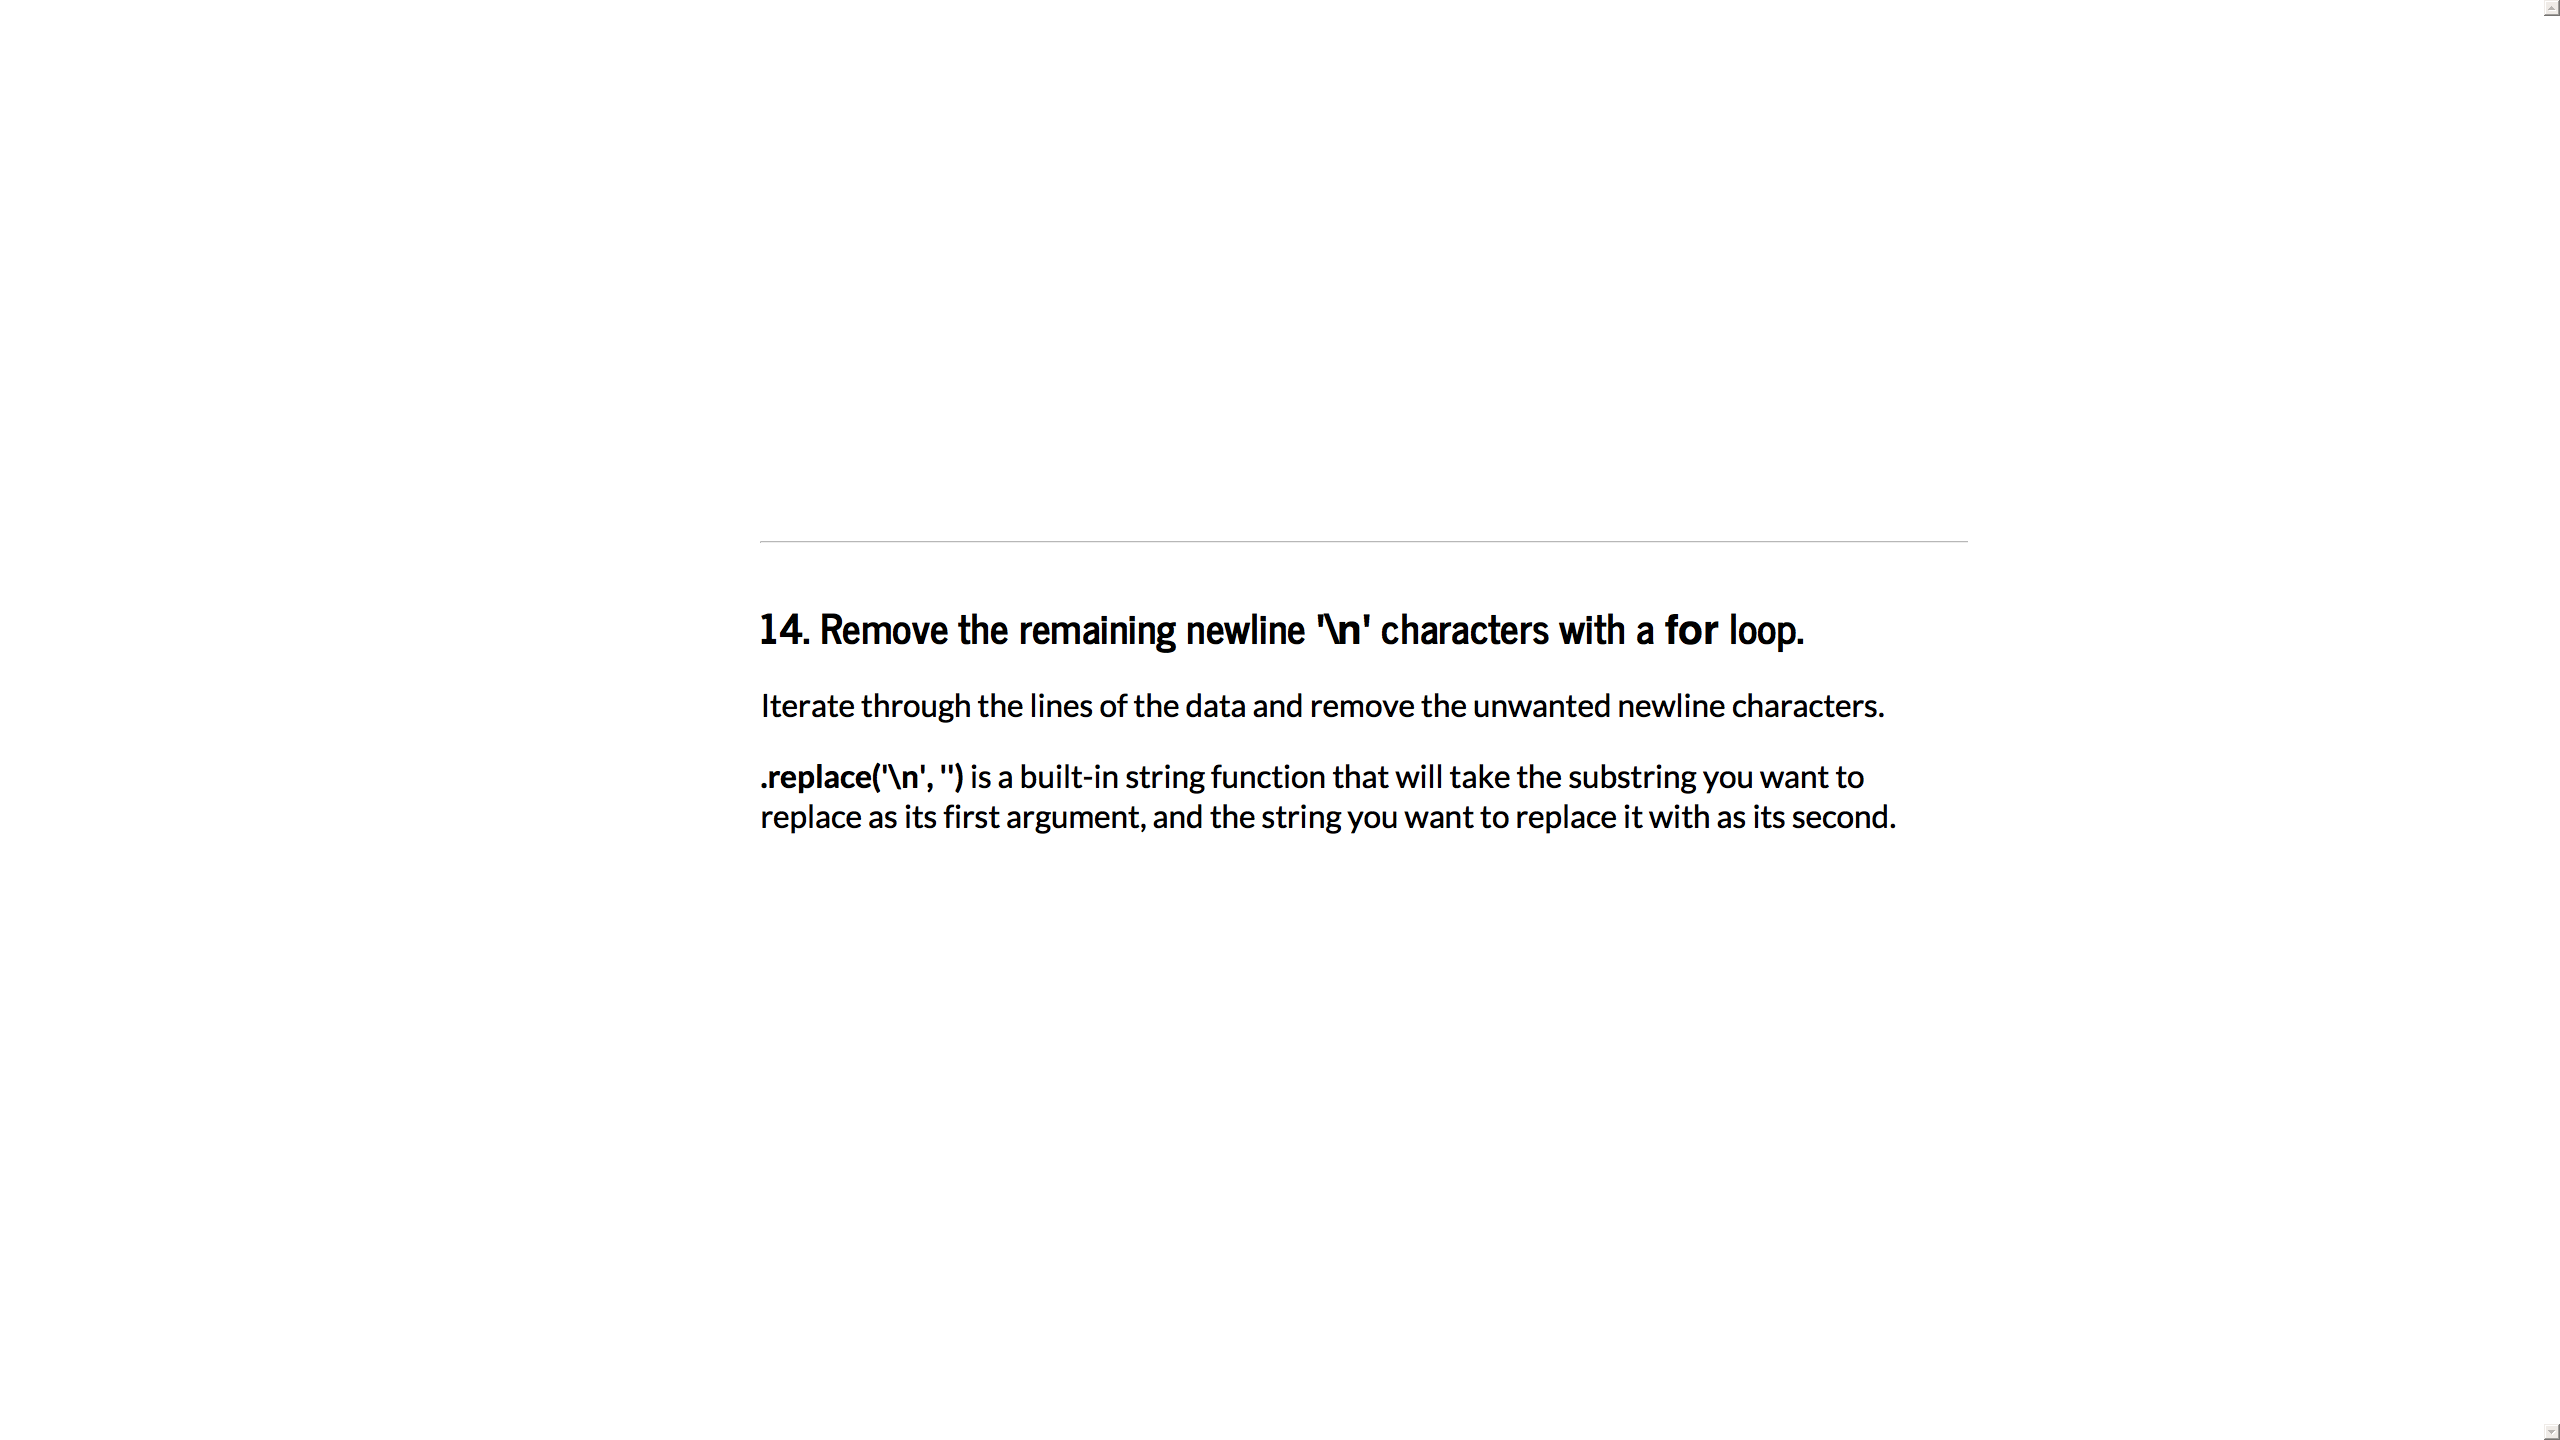 14. Remove the remaining newline '\n' characters with a for loop.
Iterate through the lines of the data and remove the unwanted newline characters.
.replace('\n', '') is a built-in string function that will take the substring you want to
replace as its first argument, and the string you want to replace it with as its second.